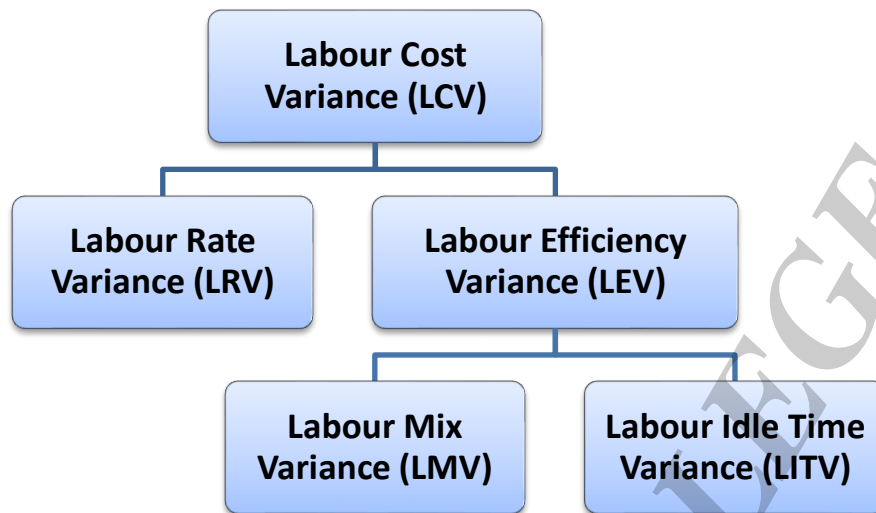 Labour Cost
Variance (LCV)
Labour Rate
Variance (LRV)
Labour Efficiency
Variance (LEV)
Labour Mix
Variance (LMV)
Labour Idle Time
Variance (LITV)
LEGE